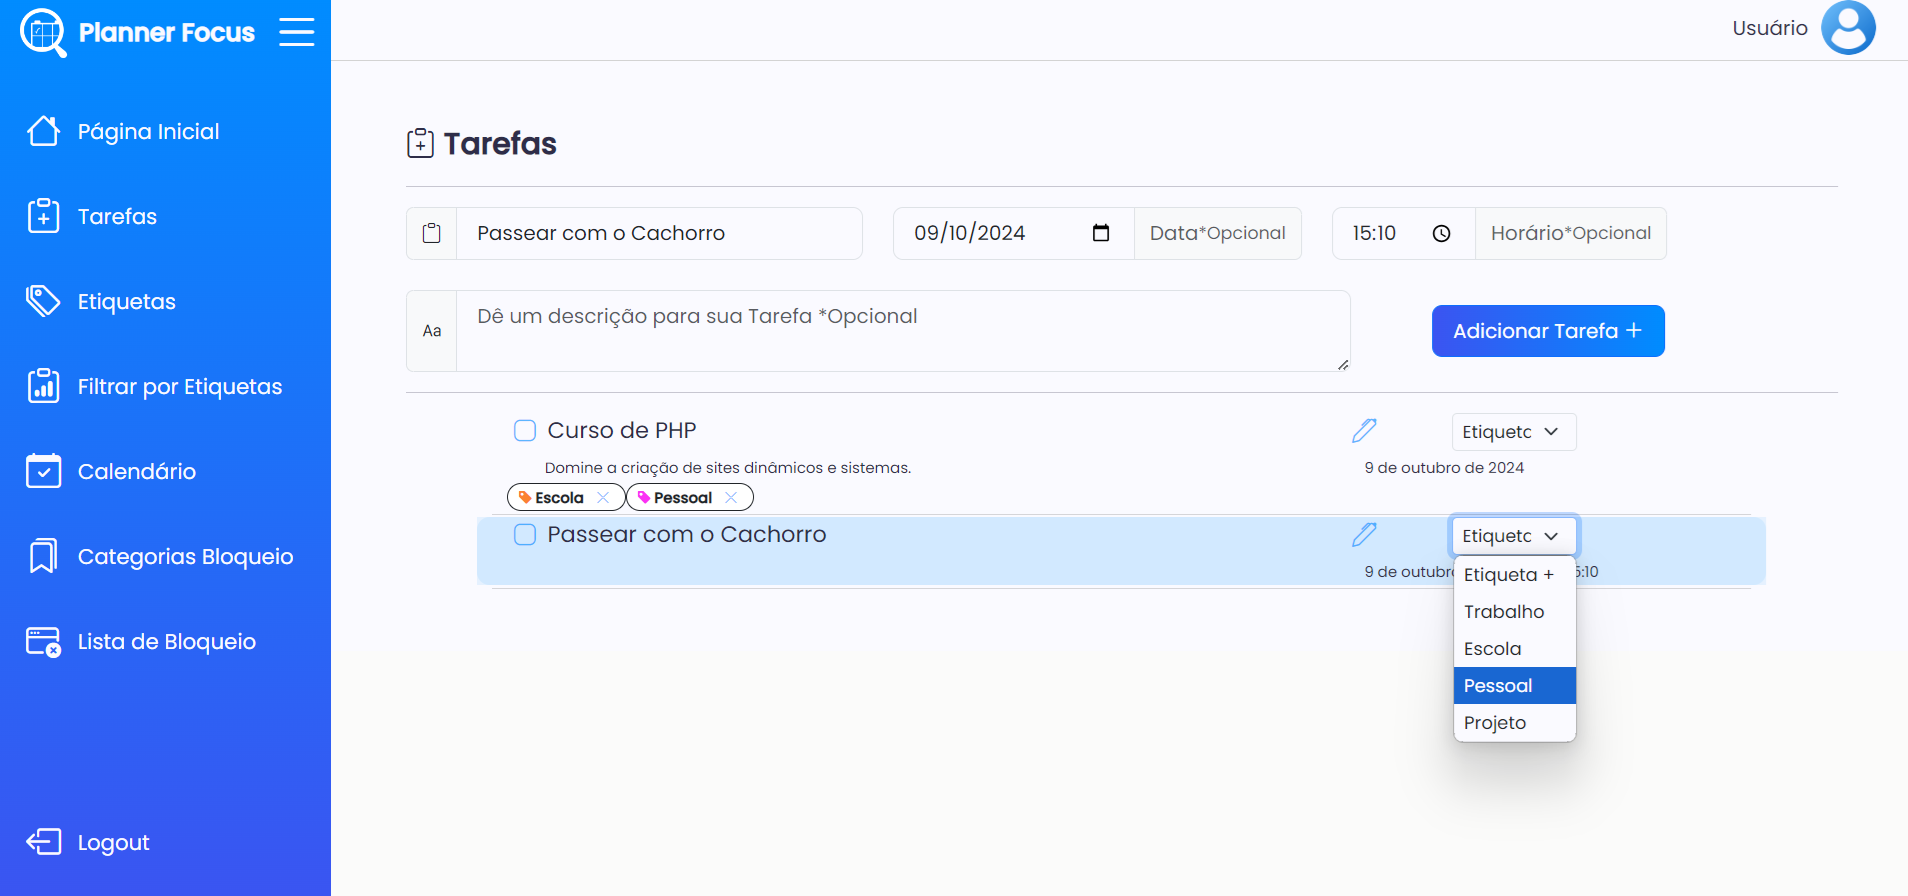 Planner Focus
Usuário
Página Inicial
Tarefas
Etiquetas
Filtrar por Etiquetas
Calendário
Categorias Bloqueio
Lista de Bloqueio
Logout
Tarefas
Passear com o Cachorro
09/10/2024
Data*Opcional
15:10
Horário*Opcional
Aa
Dê um descrição para sua Tarefa *Opcional
Adicionar Tarefa +
Curso de PHP
Etiqueta
Domine a criação de sites dinâmicos e sistemas.
9 de outubro de 2024
Escola
Pessoal
Passear com o Cachorro
Etiqueta
9 de outubr 5:10
Etiqueta +
Trabalho
Escola
Pessoal
Projeto